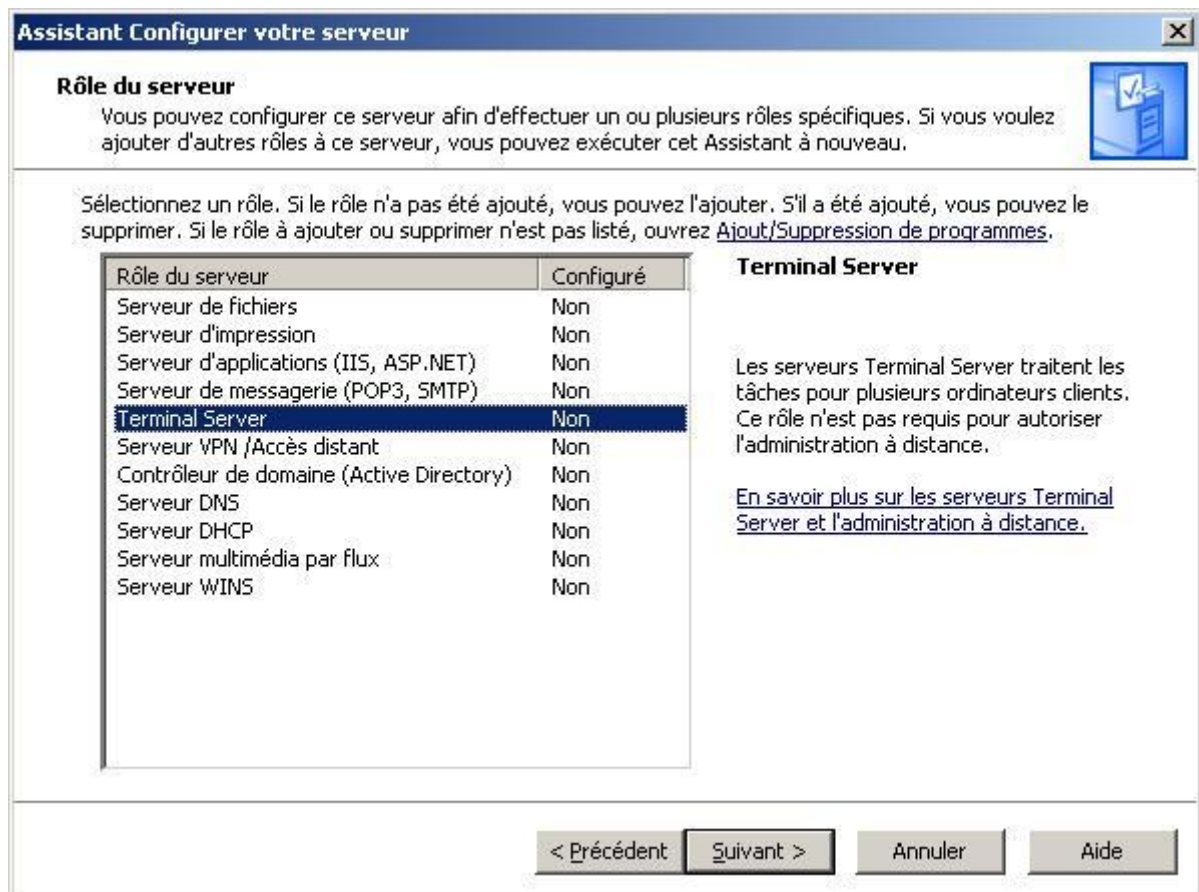 Assistant Configurer votre serveur
Rôle du serveur
Vous pouvez configurer ce serveur afin d'effectuer un ou plusieurs rôles spécifiques. Si vous voulez
ajouter d'autres rôles à ce serveur, vous pouvez exécuter cet Assistant à nouveau.
Sélectionnez un rôle. Si le rôle n'a pas été ajouté, vous pouvez l'ajouter. S'il a été ajouté, vous pouvez le
supprimer. Si le rôle à ajouter ou supprimer n'est pas listé, ouvrez Ajout/Suppression de programmes.
Rôle du serveur Configuré
Serveur de fichiers Non
Serveur d'impression Non
Serveur d'applications (IIS, ASP.NET) Non
Serveur de messagerie (POP3, SMTP) Non
Terminal Server Non
Serveur VPN /Accès distant Non
Contrôleur de domaine (Active Directory) Non
Serveur DNS Non
Serveur DHCP Non
Serveur multimédia par flux Non
Serveur WINS Non
Terminal Server
Les serveurs Terminal Server traitent les
tâches pour plusieurs ordinateurs clients.
Ce rôle n'est pas requis pour autoriser
l'administration à distance.
En savoir plus sur les serveurs Terminal
Server et l'administration à distance.
< Précédent Suivant > Annuler Aide